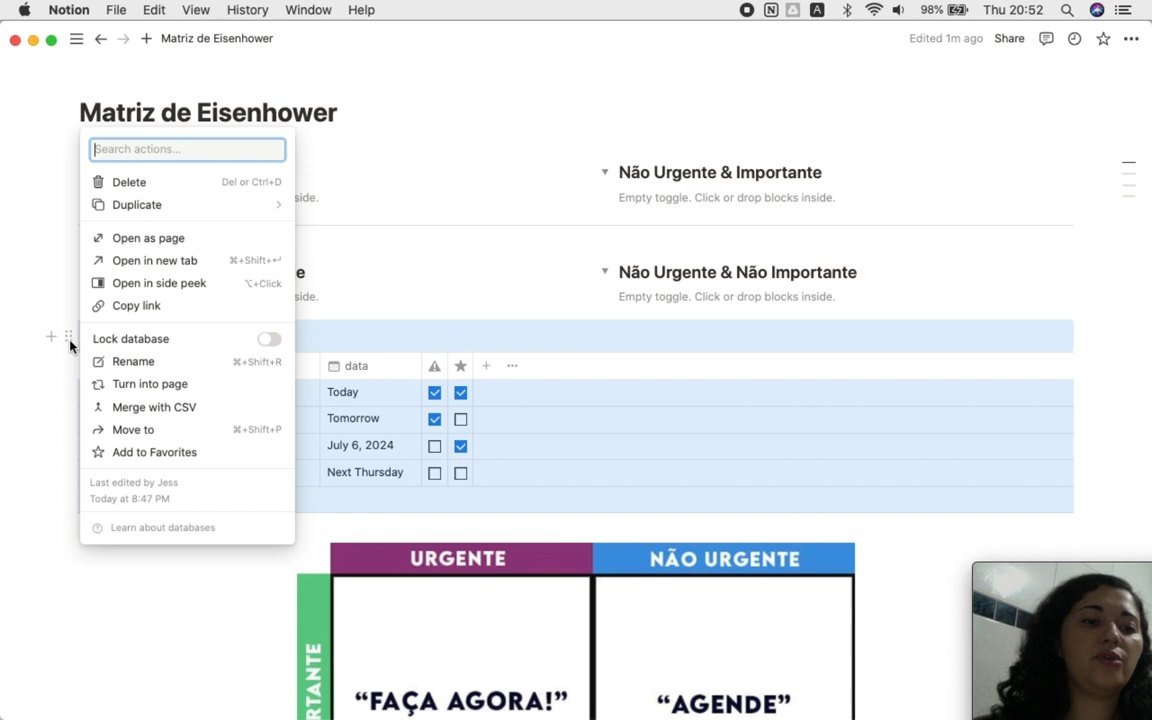 Notion File Edit View History Window Help 98% Thu 20:52
Matriz de Eisenhower Edited 1m ago Share
Matriz de Eisenhower
Search actions...
Delete Del or Ctrl+D
Duplicate
Open as page
Open in new tab ⌘+Shift+↵
Open in side peek ⌥+Click
Copy link
Lock database
Rename ⌘+Shift+R
Turn into page
Merge with CSV
Move to ⌘+Shift+P
Add to Favorites
Last edited by Jess
Today at 8:47 PM
Learn about databases
side.
Não Urgente & Importante
Empty toggle. Click or drop blocks inside.
e
side.
Não Urgente & Não Importante
Empty toggle. Click or drop blocks inside.
data
Today
Tomorrow
July 6, 2024
Next Thursday
URGENTE NÃO URGENTE
RTANTE
“FAÇA AGORA!” “AGENDE”